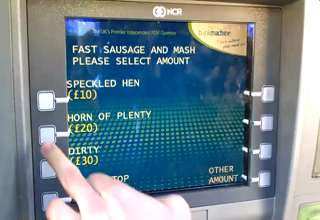 NCR
UK's Premier Independent ATM Operator
bankmachine
FAST SAUSAGE AND MASH
PLEASE SELECT AMOUNT
SPECKLED HEN
(£10)
HORN OF PLENTY
(£20)
DIRTY
(£30)
OTHER
AMOUNT